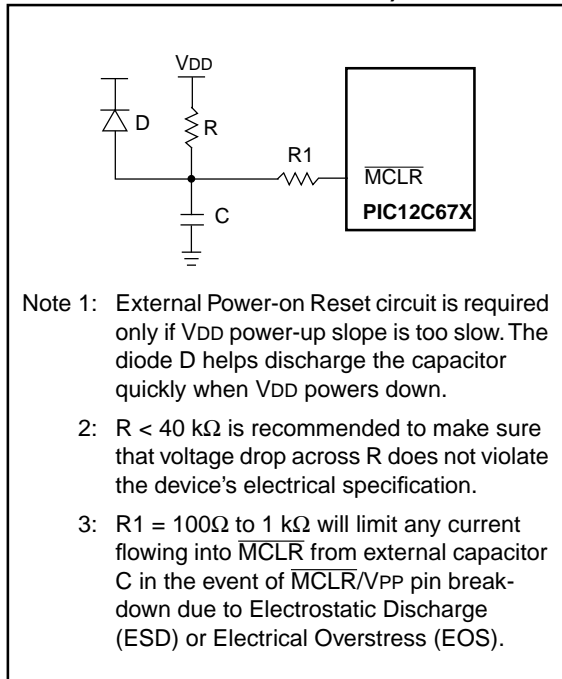 VDD
D
R
R1
MCLR
C
PIC12C67X
Note 1: External Power-on Reset circuit is required
only if VDD power-up slope is too slow. The
diode D helps discharge the capacitor
quickly when VDD powers down.
2: R < 40 kΩ is recommended to make sure
that voltage drop across R does not violate
the device's electrical specification.
3: R1 = 100Ω to 1 kΩ will limit any current
flowing into MCLR from external capacitor
C in the event of MCLR/VPP pin break-
down due to Electrostatic Discharge
(ESD) or Electrical Overstress (EOS).